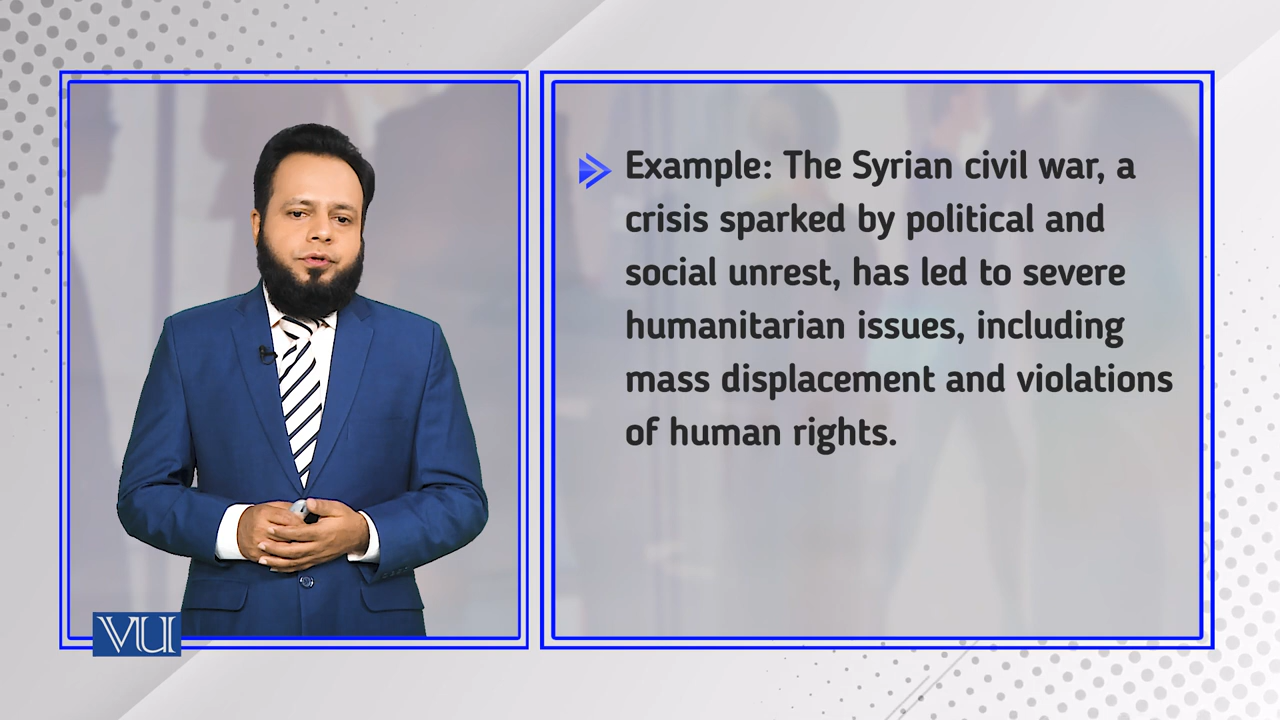 Example: The Syrian civil war, a
crisis sparked by political and
social unrest, has led to severe
humanitarian issues, including
mass displacement and violations
of human rights.
VU